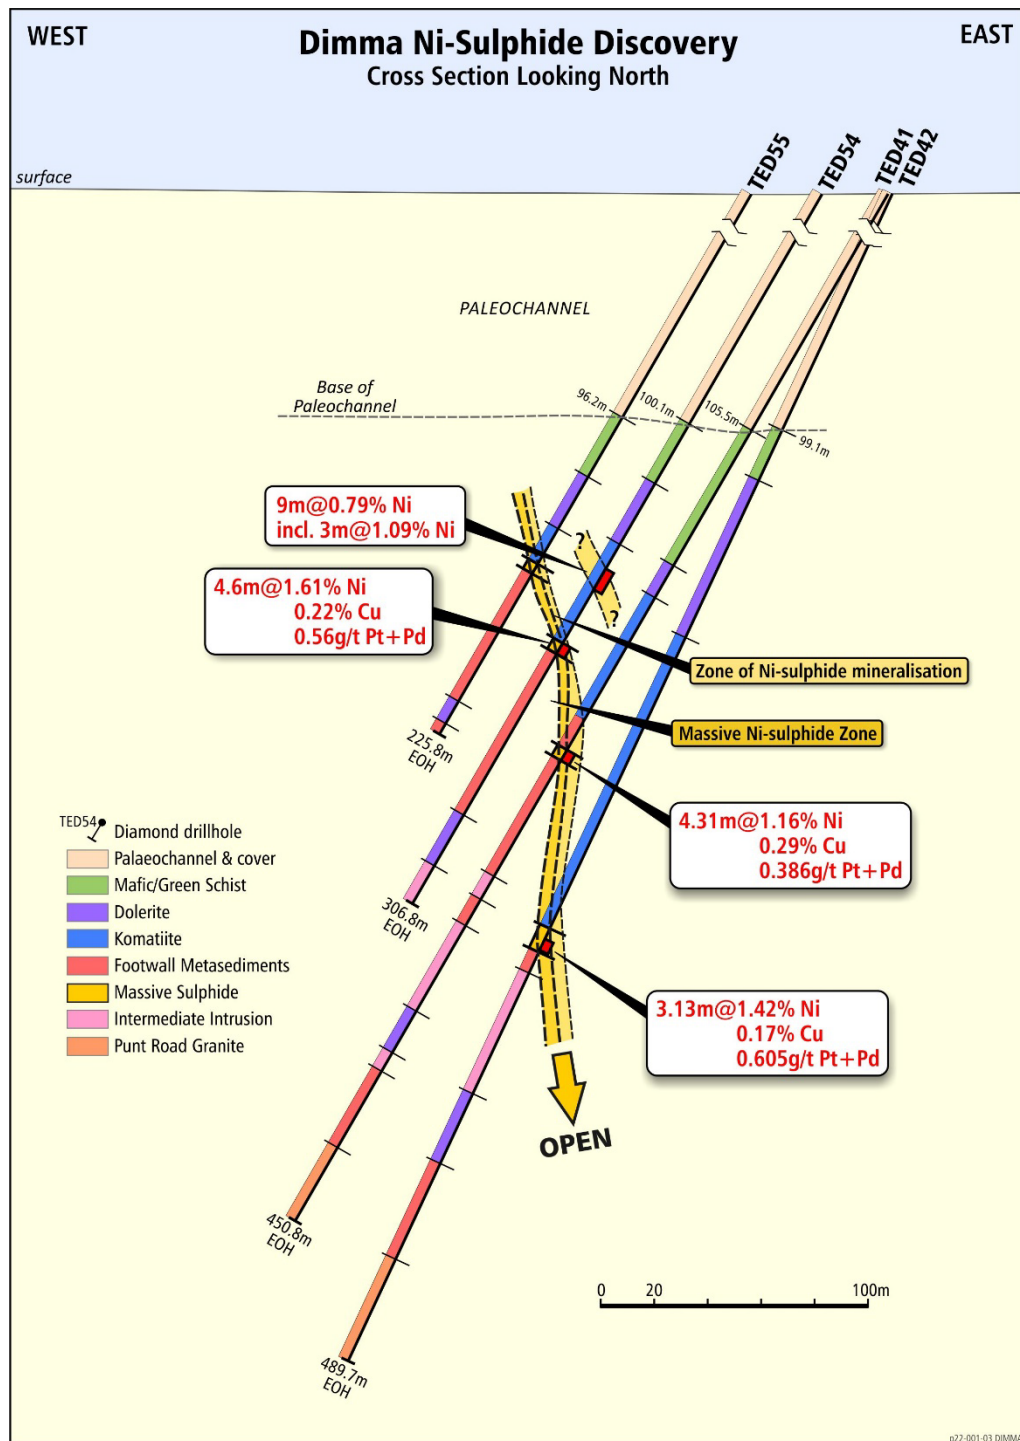 WEST
EAST
Dimma Ni-Sulphide Discovery
Cross Section Looking North
TED55
TED54
TED41
TED42
surface
PALEOCHANNEL
Base of
Paleochannel
96.2m
100.1m
105.5m
99.1m
9m@0.79% Ni
incl. 3m@1.09% Ni
?
?
4.6m@1.61% Ni
0.22% Cu
0.56g/t Pt+Pd
Zone of Ni-sulphide mineralisation
Massive Ni-sulphide Zone
225.8m
EOH
4.31m@1.16% Ni
0.29% Cu
0.386g/t Pt+Pd
TED54
Diamond drillhole
Palaeochannel & cover
Mafic/Green Schist
Dolerite
Komatiite
Footwall Metasediments
Massive Sulphide
Intermediate Intrusion
Punt Road Granite
306.8m
EOH
3.13m@1.42% Ni
0.17% Cu
0.605g/t Pt+Pd
OPEN
450.8m
EOH
489.7m
EOH
0 20 100m
p22-001-03 DIMMA